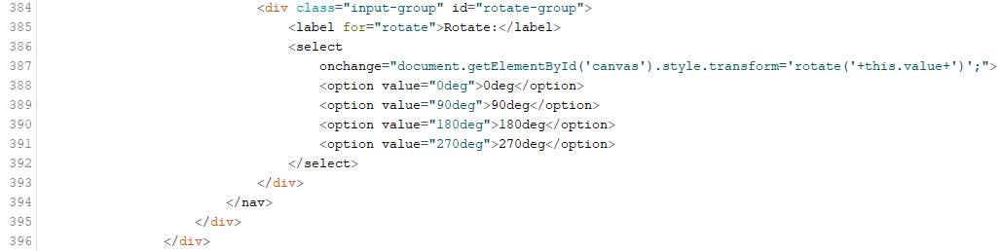 384 <div class="input-group" id="rotate-group">
385 <label for="rotate">Rotate:</label>
386 <select
387 onchange="document.getElementById('canvas').style.transform='rotate('+this.value+')';">
388 <option value="0deg">0deg</option>
389 <option value="90deg">90deg</option>
390 <option value="180deg">180deg</option>
391 <option value="270deg">270deg</option>
392 </select>
393 </div>
394 </nav>
395 </div>
396 </div>